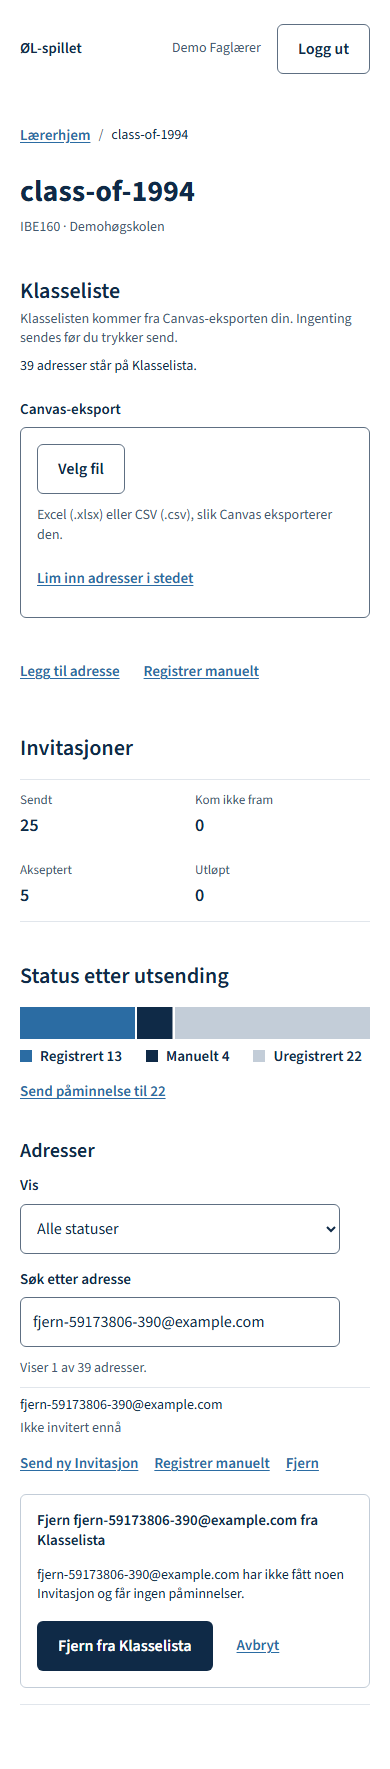 ØL-spillet
Demo Faglærer
Logg ut
Lærerhjem / class-of-1994
class-of-1994
IBE160 · Demohøgskolen
Klasseliste
Klasselisten kommer fra Canvas-eksporten din. Ingenting
sendes før du trykker send.
39 adresser står på Klasselista.
Canvas-eksport
Velg fil
Excel (.xlsx) eller CSV (.csv), slik Canvas eksporterer
den.
Lim inn adresser i stedet
Legg til adresse
Registrer manuelt
Invitasjoner
Sendt
Kom ikke fram
25
0
Akseptert
Utløpt
5
0
Status etter utsending
Registrert 13
Manuelt 4
Uregistrert 22
Send påminnelse til 22
Adresser
Vis
Alle statuser
Søk etter adresse
fjern-59173806-390@example.com
Viser 1 av 39 adresser.
fjern-59173806-390@example.com
Ikke invitert ennå
Send ny Invitasjon
Registrer manuelt
Fjern
Fjern fjern-59173806-390@example.com fra
Klasselista
fjern-59173806-390@example.com har ikke fått noen
Invitasjon og får ingen påminnelser.
Fjern fra Klasselista
Avbryt